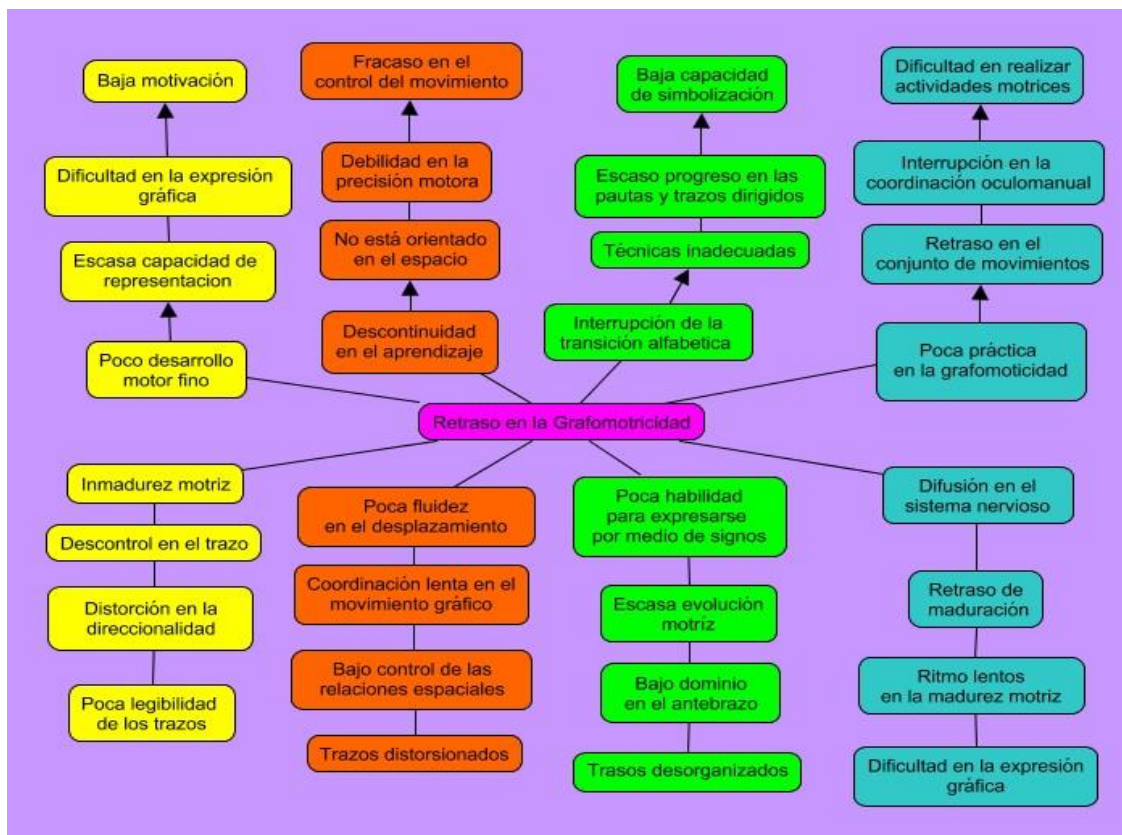 Baja motivación
Dificultad en la expresión
gráfica
Escasa capacidad de
representacion
Poco desarrollo
motor fino
Fracaso en el
control del movimiento
Debilidad en la
precisión motora
No está orientado
en el espacio
Descontinuidad
en el aprendizaje
Baja capacidad
de simbolización
Escaso progreso en las
pautas y trazos dirigidos
Técnicas inadecuadas
Interrupción de la
transición alfabetica
Dificultad en realizar
actividades motrices
Interrupción en la
coordinación oculomanual
Retraso en el
conjunto de movimientos
Poca práctica
en la grafomoticidad
Retraso en la Grafomotricidad
Inmadurez motriz
Descontrol en el trazo
Distorción en la
direccionalidad
Poca legibilidad
de los trazos
Poca fluidez
en el desplazamiento
Coordinación lenta en el
movimiento gráfico
Bajo control de las
relaciones espaciales
Trazos distorsionados
Poca habilidad
para expresarse
por medio de signos
Escasa evolución
motríz
Bajo dominio
en el antebrazo
Trasos desorganizados
Difusión en el
sistema nervioso
Retraso de
maduración
Ritmo lentos
en la madurez motriz
Dificultad en la expresión
gráfica